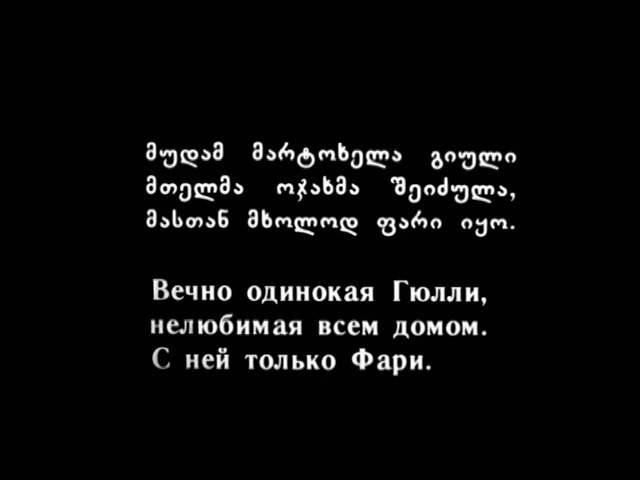 მუდამ მარტოხელა გიული
მთელმა ოჯახმა შეიძულა,
მასთან მხოლოდ ფარი იყო.
Вечно одинокая Гюлли,
нелюбимая всем домом.
С ней только Фари.